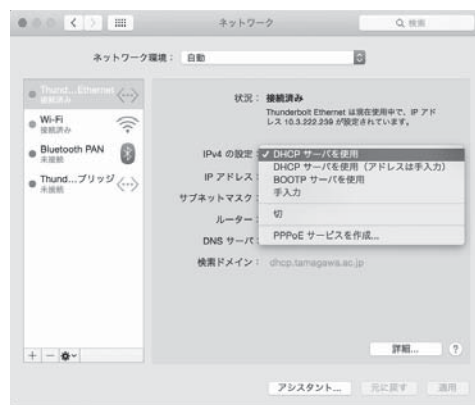 ネットワーク
検索
ネットワーク環境： 自動
Thund...Ethernet
接続済み
Wi-Fi
接続済み
Bluetooth PAN
未接続
Thund...ブリッジ
未接続
状況： 接続済み
Thunderbolt Ethernet は現在使用中で、IP アド
レス 10.3.222.239 が設定されています。
IPv4 の設定 ✓ DHCP サーバを使用
DHCP サーバを使用（アドレスは手入力）
BOOTP サーバを使用
手入力
切
PPPoE サービスを作成...
IP アドレス：
サブネットマスク：
ルーター：
DNS サーバ：
検索ドメイン： dhcp.tamagawa.ac.jp
詳細... ?
+ −
アシスタント... 元に戻す 適用